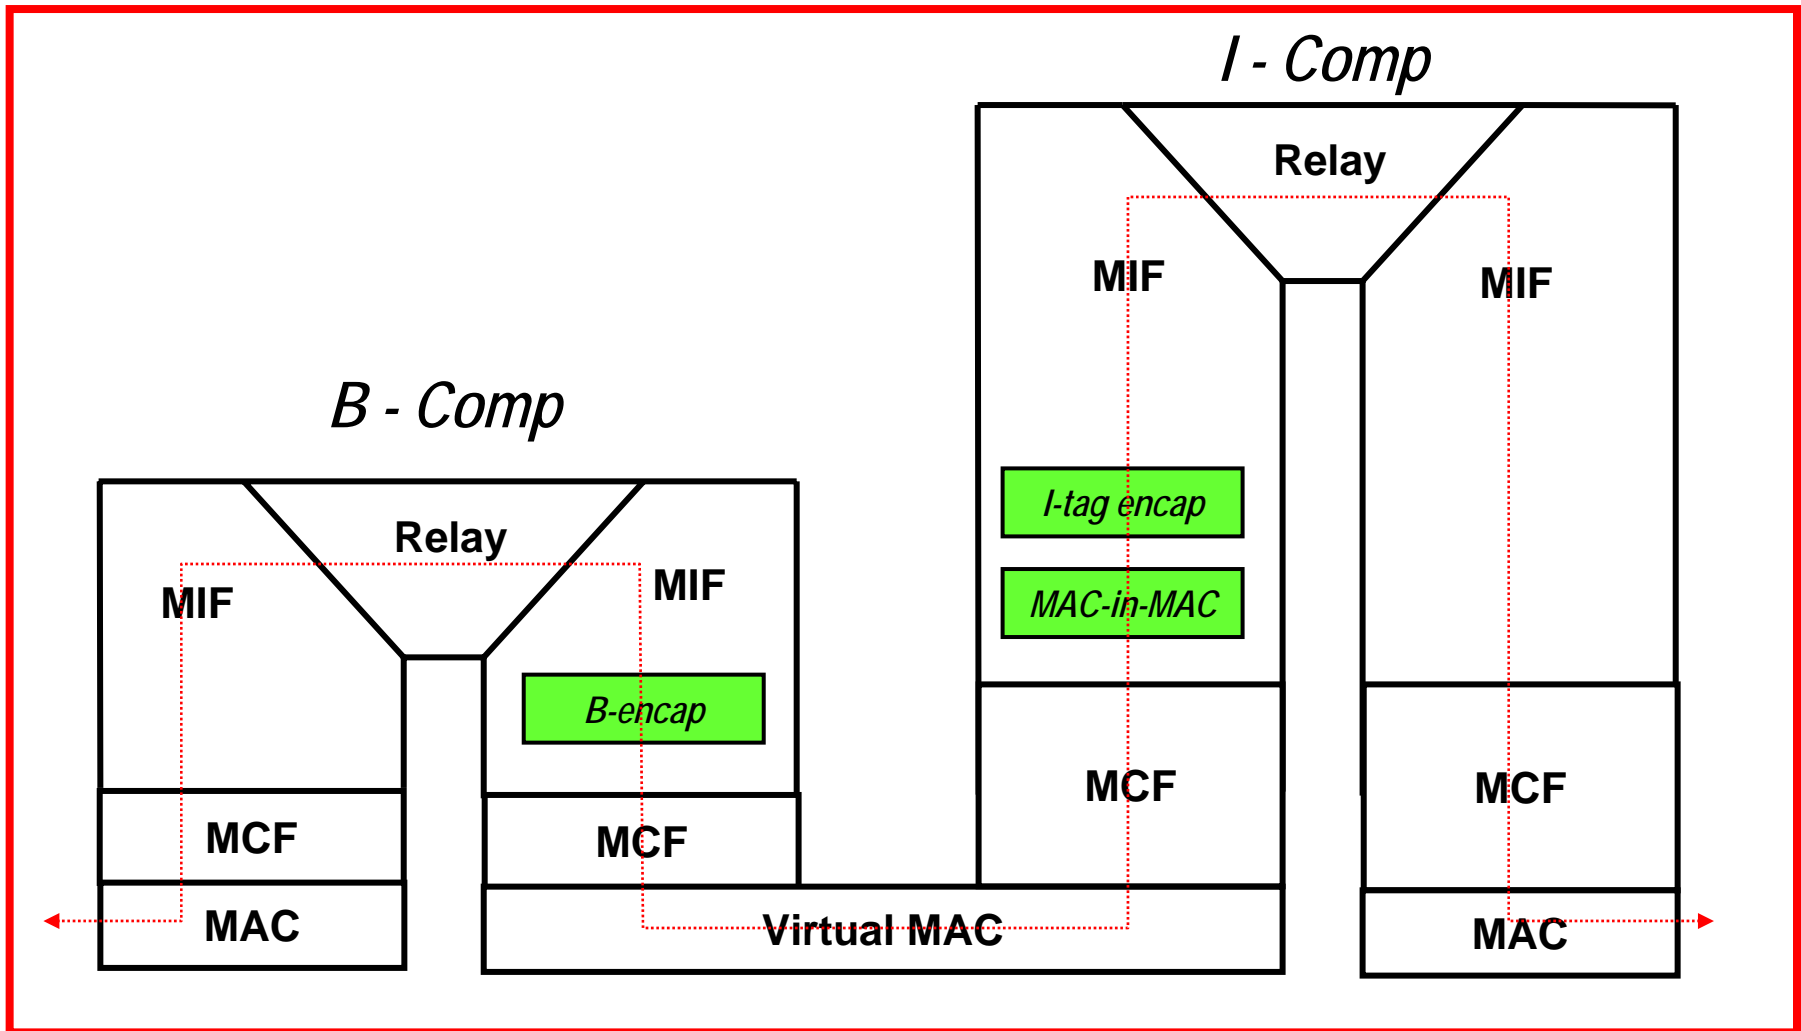 I - Comp
Relay
MIF
MIF
B - Comp
I-tag encap
Relay
MIF
MIF
MAC-in-MAC
B-encap
MCF
MCF
MCF
MCF
MAC
Virtual MAC
MAC